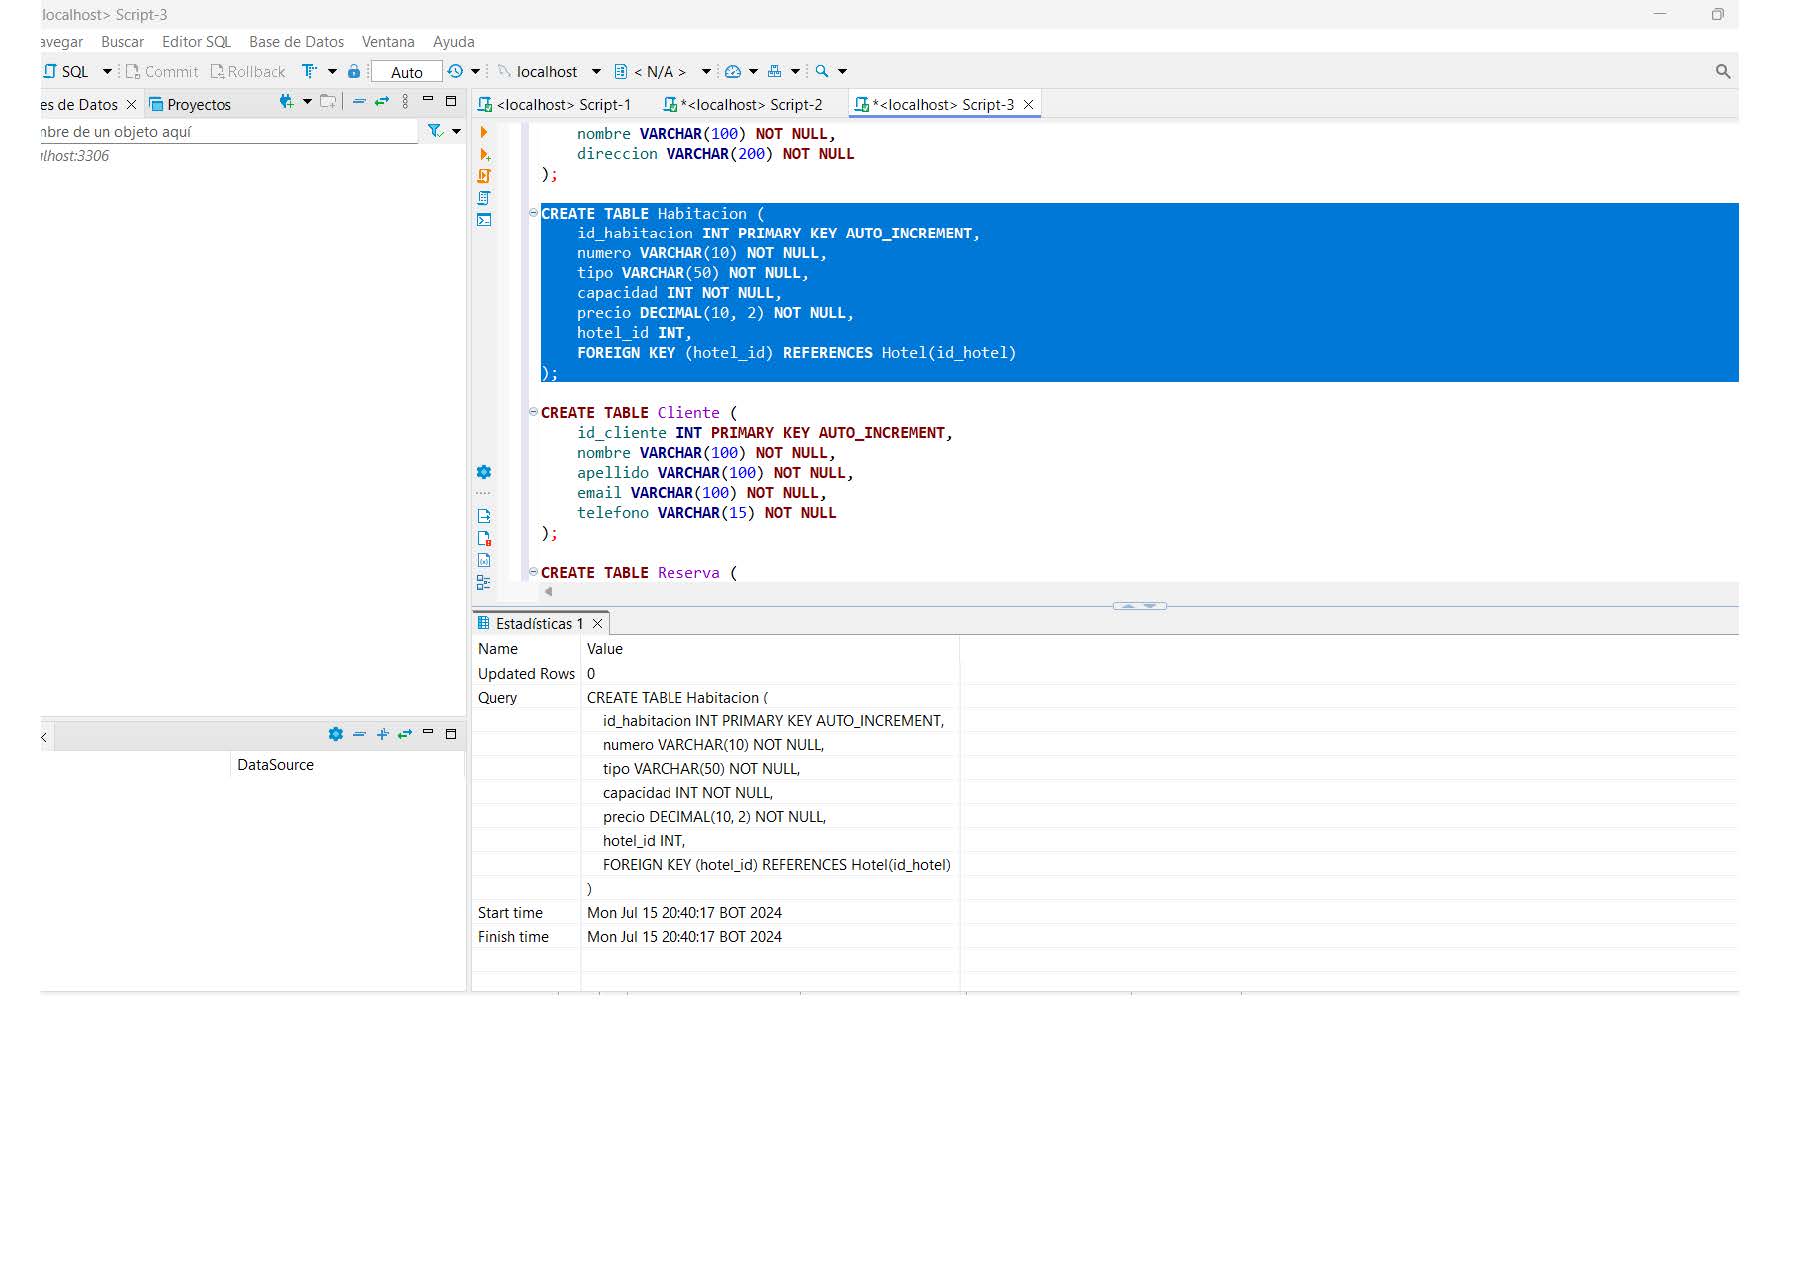 localhost> Script-3
avegar Buscar Editor SQL Base de Datos Ventana Ayuda
SQL Commit Rollback Auto localhost < N/A >
es de Datos Proyectos <localhost> Script-1 *<localhost> Script-2 *<localhost> Script-3
nbre de un objeto aquí
lhost:3306
nombre VARCHAR(100) NOT NULL,
direccion VARCHAR(200) NOT NULL
);
CREATE TABLE Habitacion (
id_habitacion INT PRIMARY KEY AUTO_INCREMENT,
numero VARCHAR(10) NOT NULL,
tipo VARCHAR(50) NOT NULL,
capacidad INT NOT NULL,
precio DECIMAL(10, 2) NOT NULL,
hotel_id INT,
FOREIGN KEY (hotel_id) REFERENCES Hotel(id_hotel)
);
CREATE TABLE Cliente (
id_cliente INT PRIMARY KEY AUTO_INCREMENT,
nombre VARCHAR(100) NOT NULL,
apellido VARCHAR(100) NOT NULL,
email VARCHAR(100) NOT NULL,
telefono VARCHAR(15) NOT NULL
);
CREATE TABLE Reserva (
Estadísticas 1
Name Value
Updated Rows 0
Query CREATE TABLE Habitacion (
id_habitacion INT PRIMARY KEY AUTO_INCREMENT,
numero VARCHAR(10) NOT NULL,
tipo VARCHAR(50) NOT NULL,
capacidad INT NOT NULL,
precio DECIMAL(10, 2) NOT NULL,
hotel_id INT,
FOREIGN KEY (hotel_id) REFERENCES Hotel(id_hotel)
)
Start time Mon Jul 15 20:40:17 BOT 2024
Finish time Mon Jul 15 20:40:17 BOT 2024
DataSource